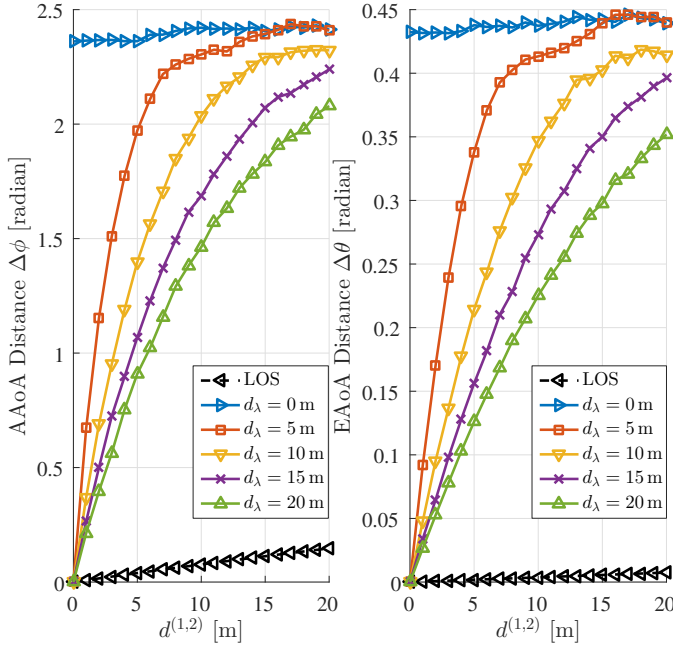 AAoA Distance Δϕ [radian]
2.5
2
1.5
1
0.5
0
0 5 10 15 20
d^(1,2) [m]
LOS
d_λ = 0 m
d_λ = 5 m
d_λ = 10 m
d_λ = 15 m
d_λ = 20 m
EAoA Distance Δθ [radian]
0.45
0.4
0.35
0.3
0.25
0.2
0.15
0.1
0.05
0
0 5 10 15 20
d^(1,2) [m]
LOS
d_λ = 0 m
d_λ = 5 m
d_λ = 10 m
d_λ = 15 m
d_λ = 20 m